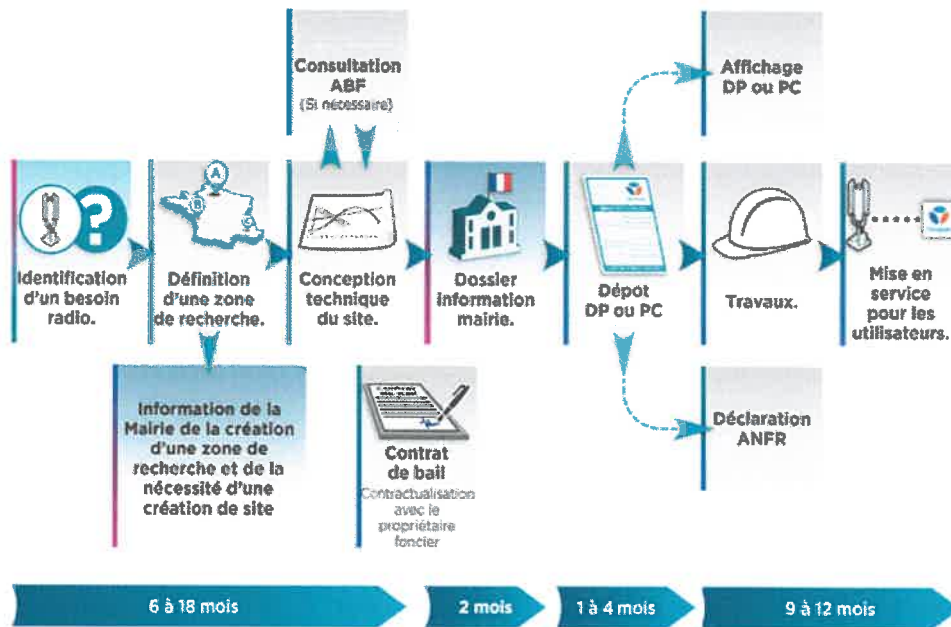 Consultation
ABF
(Si nécessaire)
Affichage
DP ou PC
A
Identification
d'un besoin
radio.
Définition
d'une zone
de recherche.
Conception
technique
du site.
Dossier
information
mairie.
Dépôt
DP ou PC
Travaux.
Mise en
service
pour les
utilisateurs.
Information de la
Mairie de la création
d'une zone de
recherche et de la
nécessité d'une
création de site
Contrat
de bail
Contractualisation
avec le
propriétaire
foncier
Déclaration
ANFR
6 à 18 mois
2 mois
1 à 4 mois
9 à 12 mois